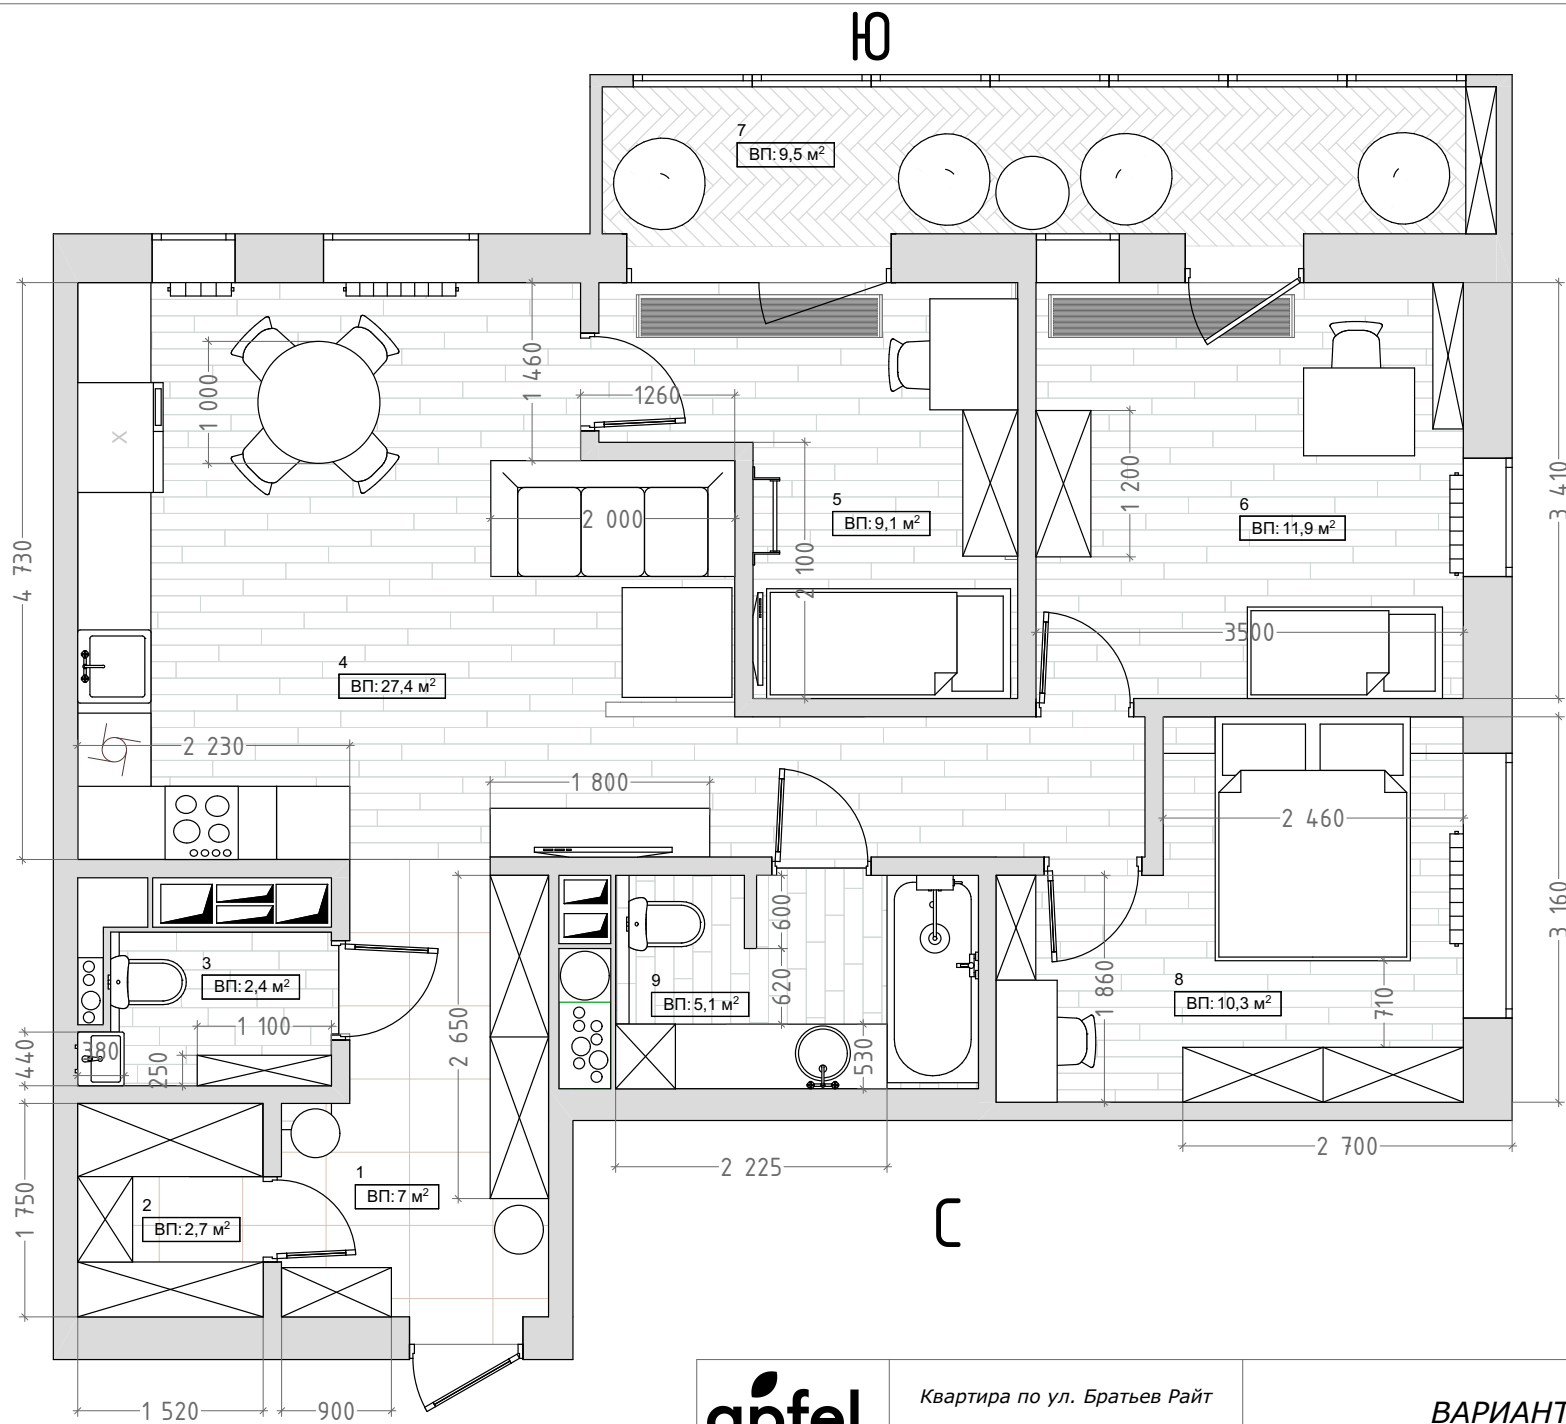 Ю
7
ВП: 9,5 м²
1 460
1 000
1260
X
2 000
5
ВП: 9,1 м²
2 100
1 200
6
ВП: 11,9 м²
3 410
4 730
3500
4
ВП: 27,4 м²
2 230
1 800
2 460
3
ВП: 2,4 м²
1 100
380
440
250
2 650
600
620
530
9
ВП: 5,1 м²
1 860
8
ВП: 10,3 м²
710
3 160
2 225
2 700
1
ВП: 7 м²
2
ВП: 2,7 м²
1 750
С
1 520
900
apfel
Квартира по ул. Братьев Райт
ВАРИАНТ